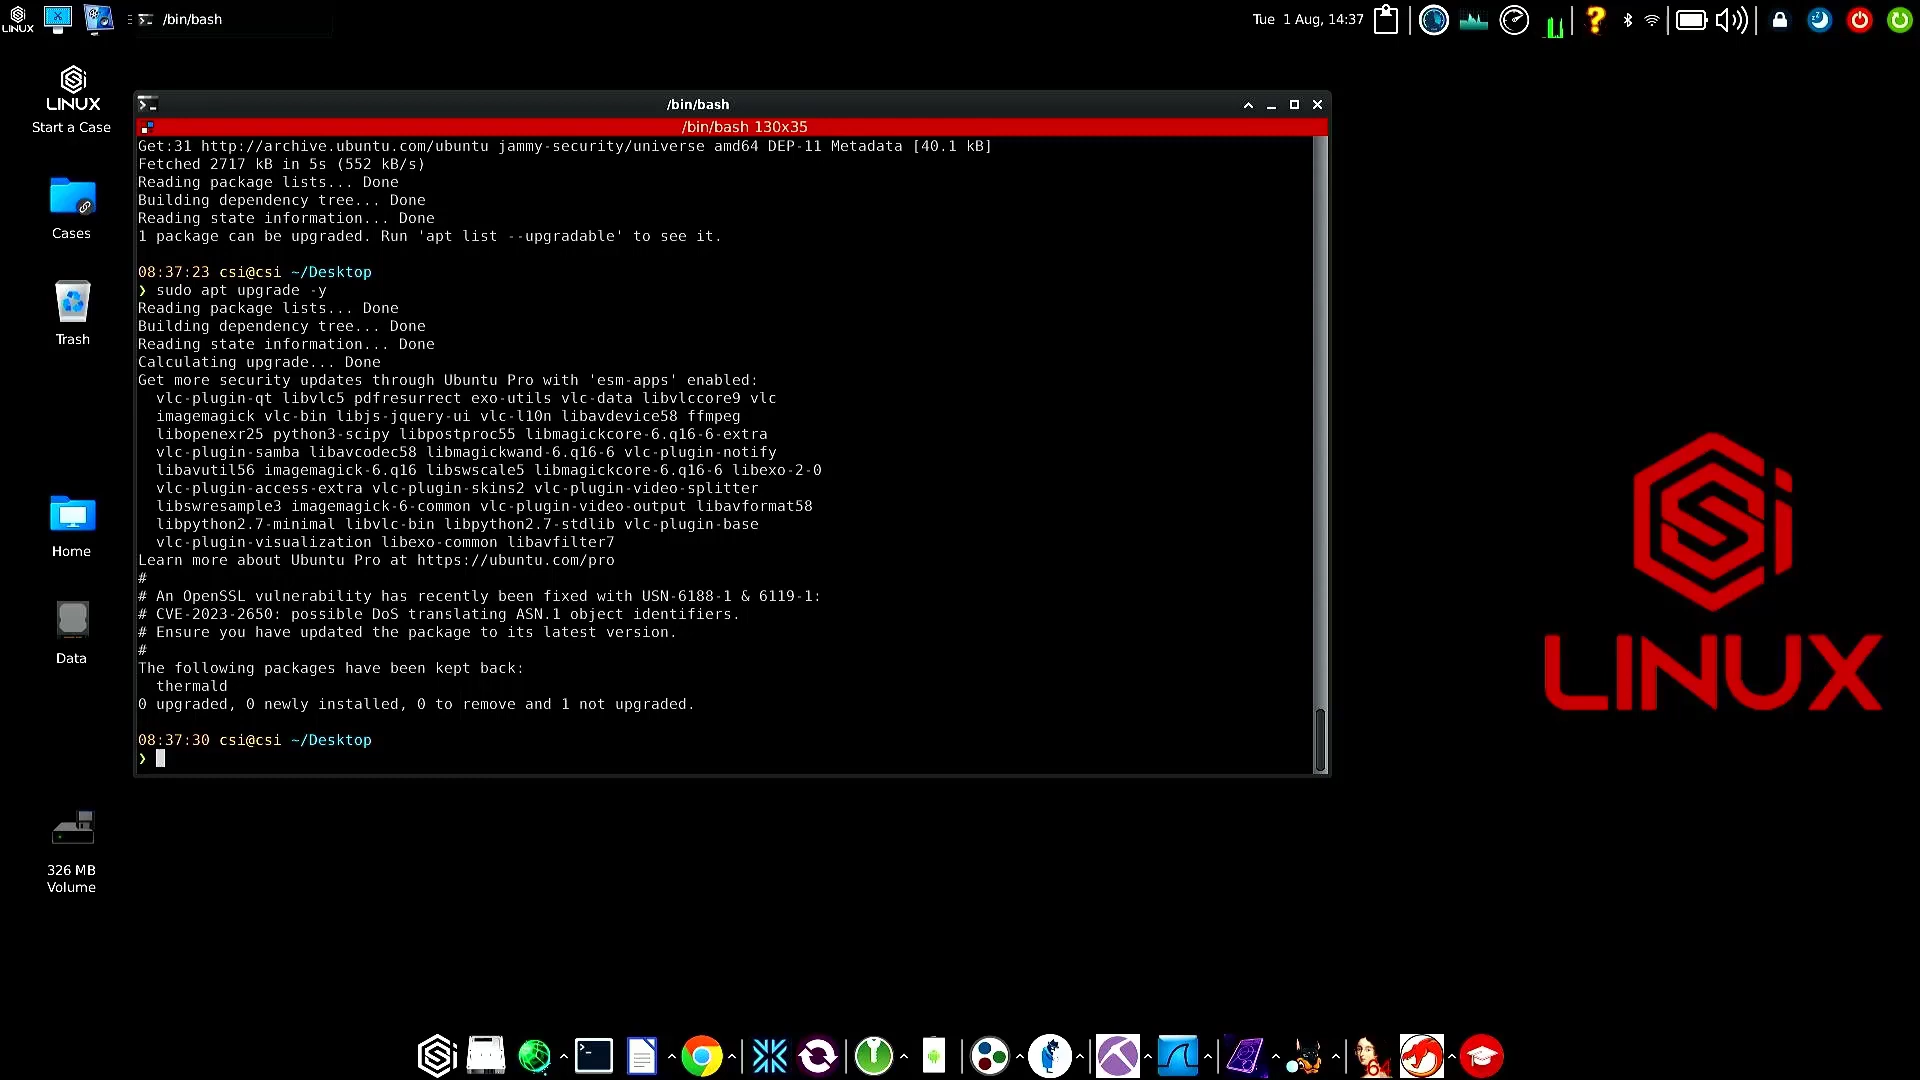 LINUX
/bin/bash
Tue 1 Aug, 14:37
LINUX
Start a Case
Cases
Trash
Home
Data
326 MB
Volume
/bin/bash
/bin/bash 130x35
Get:31 http://archive.ubuntu.com/ubuntu jammy-security/universe amd64 DEP-11 Metadata [40.1 kB]
Fetched 2717 kB in 5s (552 kB/s)
Reading package lists... Done
Building dependency tree... Done
Reading state information... Done
1 package can be upgraded. Run 'apt list --upgradable' to see it.
08:37:23 csi@csi ~/Desktop
❯ sudo apt upgrade -y
Reading package lists... Done
Building dependency tree... Done
Reading state information... Done
Calculating upgrade... Done
Get more security updates through Ubuntu Pro with 'esm-apps' enabled:
vlc-plugin-qt libvlc5 pdfresurrect exo-utils vlc-data libvlccore9 vlc
imagemagick vlc-bin libjs-jquery-ui vlc-l10n libavdevice58 ffmpeg
libopenexr25 python3-scipy libpostproc55 libmagickcore-6.q16-6-extra
vlc-plugin-samba libavcodec58 libmagickwand-6.q16-6 vlc-plugin-notify
libavutil56 imagemagick-6.q16 libswscale5 libmagickcore-6.q16-6 libexo-2-0
vlc-plugin-access-extra vlc-plugin-skins2 vlc-plugin-video-splitter
libswresample3 imagemagick-6-common vlc-plugin-video-output libavformat58
libpython2.7-minimal libvlc-bin libpython2.7-stdlib vlc-plugin-base
vlc-plugin-visualization libexo-common libavfilter7
Learn more about Ubuntu Pro at https://ubuntu.com/pro
#
# An OpenSSL vulnerability has recently been fixed with USN-6188-1 & 6119-1:
# CVE-2023-2650: possible DoS translating ASN.1 object identifiers.
# Ensure you have updated the package to its latest version.
#
The following packages have been kept back:
thermald
0 upgraded, 0 newly installed, 0 to remove and 1 not upgraded.
08:37:30 csi@csi ~/Desktop
❯
CSi
LINUX
64